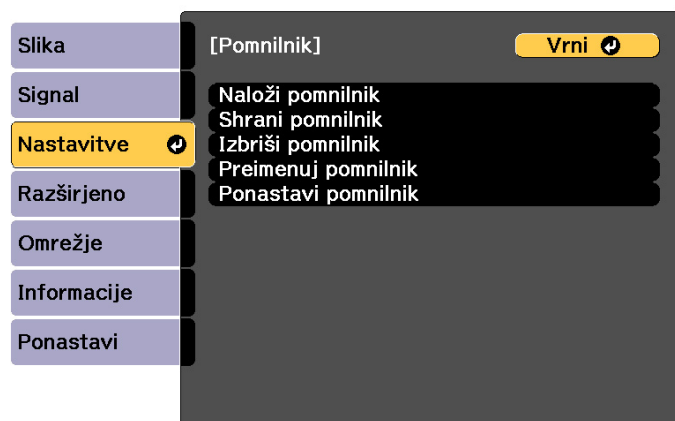 Slika
Signal
Nastavitve
Razširjeno
Omrežje
Informacije
Ponastavi
[Pomnilnik]
Vrni
Naloži pomnilnik
Shrani pomnilnik
Izbriši pomnilnik
Preimenuj pomnilnik
Ponastavi pomnilnik